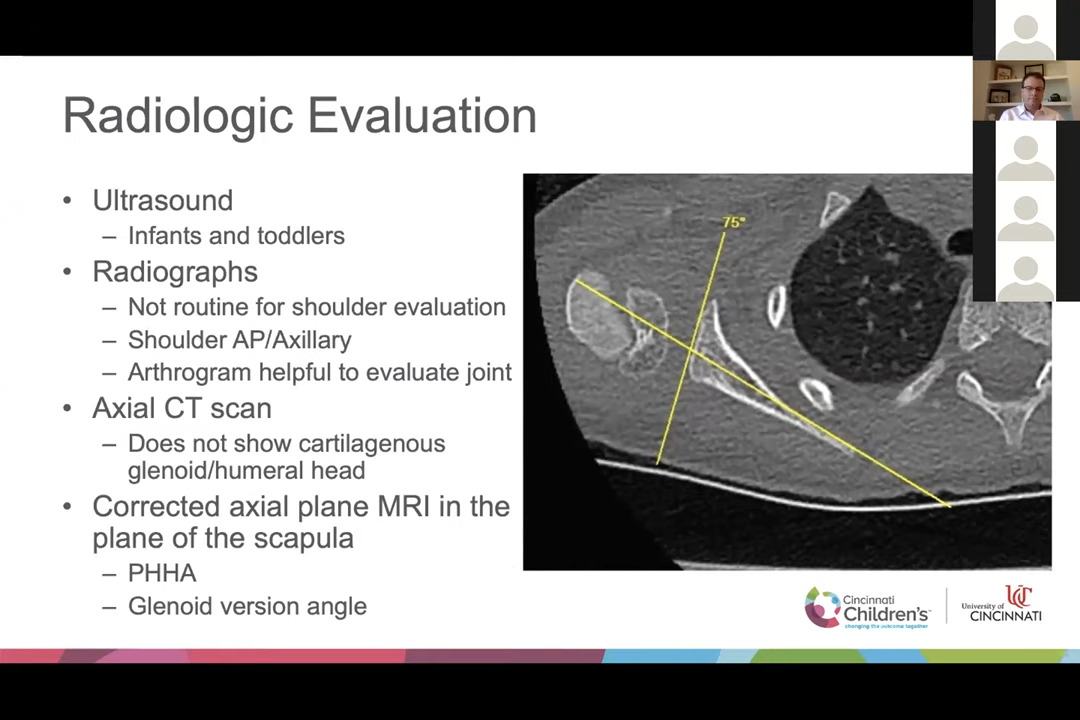 Radiologic Evaluation
• Ultrasound
– Infants and toddlers
• Radiographs
– Not routine for shoulder evaluation
– Shoulder AP/Axillary
– Arthrogram helpful to evaluate joint
• Axial CT scan
– Does not show cartilagenous
glenoid/humeral head
• Corrected axial plane MRI in the
plane of the scapula
– PHHA
– Glenoid version angle
75°
Cincinnati
Children's™
changing the outcome together
UC
University of
CINCINNATI